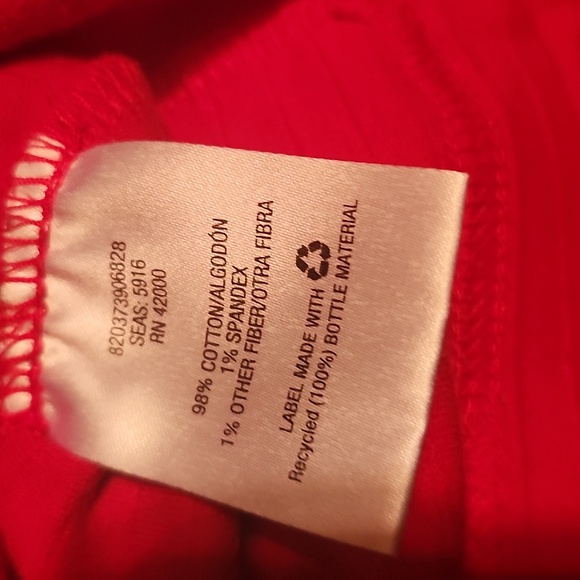 820373906828
SEAS: 5916
RN 42000
98% COTTON/ALGODÓN
1% SPANDEX
1% OTHER FIBER/OTRA FIBRA
LABEL MADE WITH
Recycled (100%) BOTTLE MATERIAL